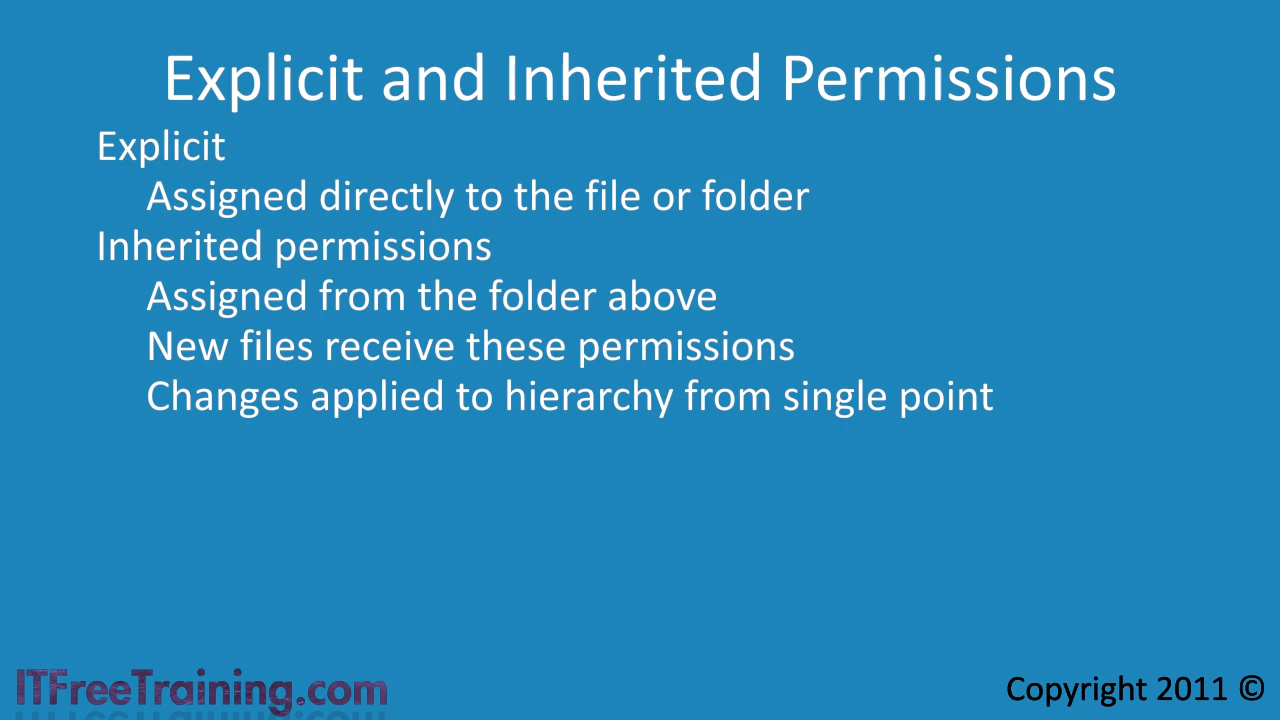 Explicit and Inherited Permissions
Explicit
Assigned directly to the file or folder
Inherited permissions
Assigned from the folder above
New files receive these permissions
Changes applied to hierarchy from single point
ITFreeTraining.com
Copyright 2011 ©